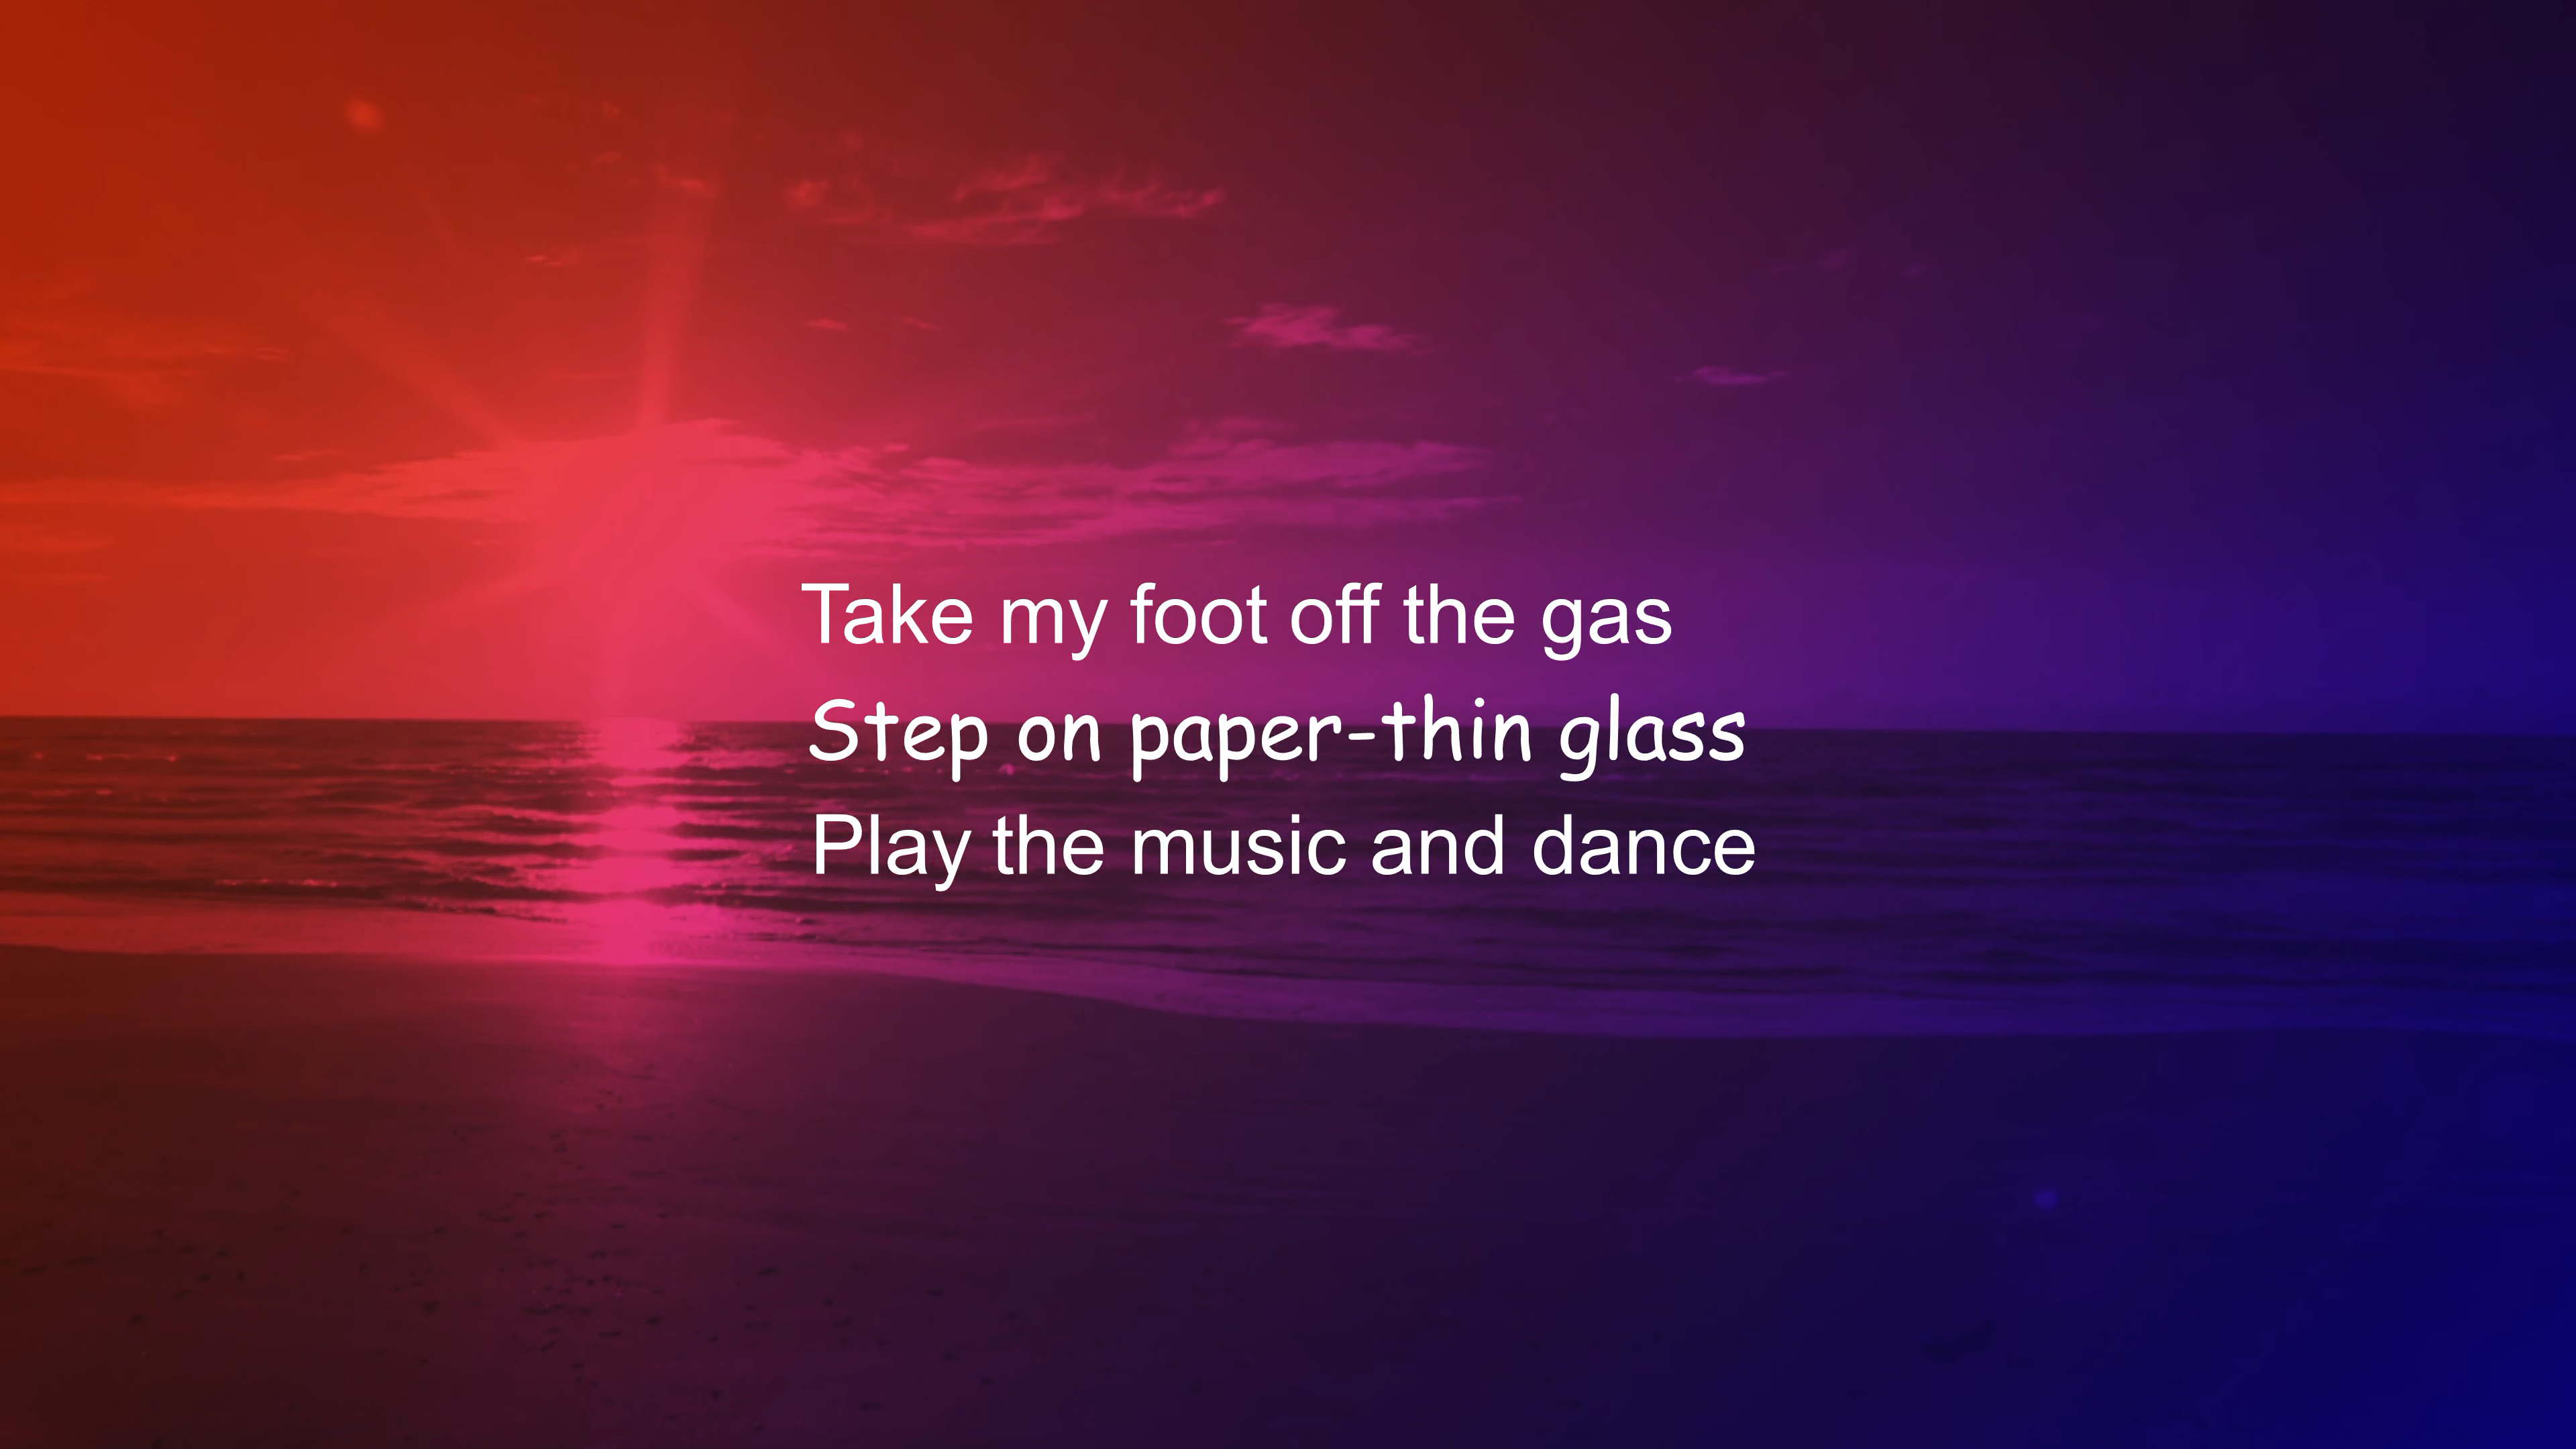 Take my foot off the gas
Step on paper-thin glass
Play the music and dance